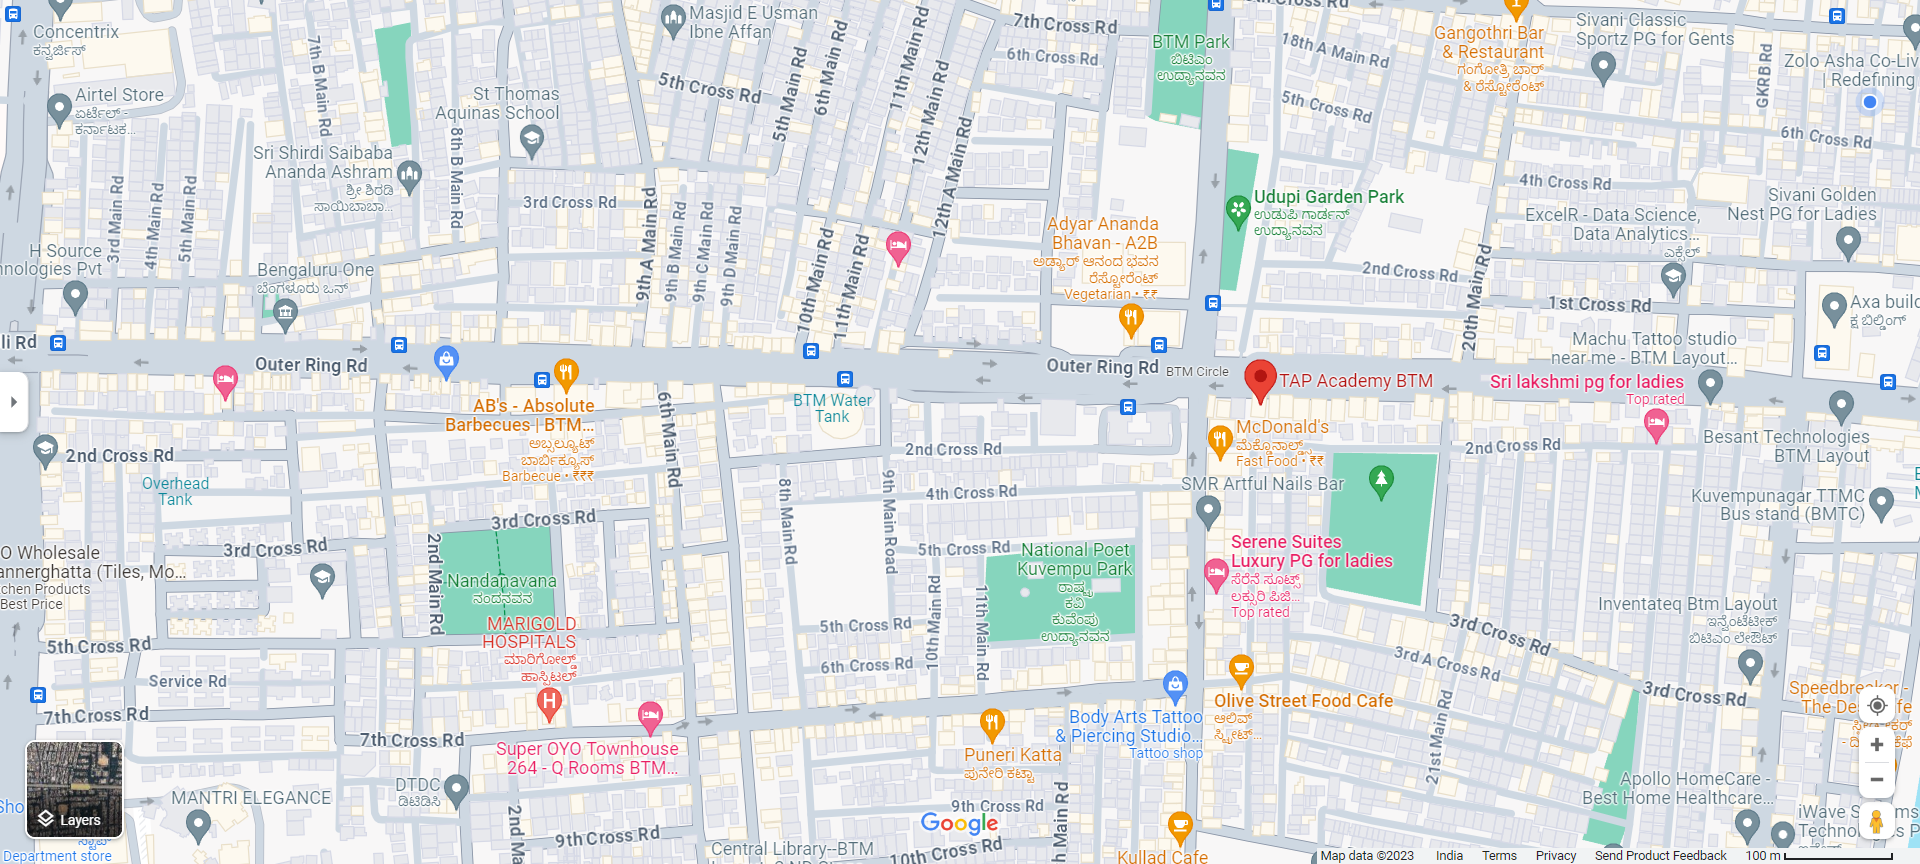 Concentrix
ಕನ್ವರ್ಜಿಸ್
Airtel Store
ಏರ್ಟೆಲ್ -
ಕರ್ನಾಟಕ...
7th B Main Rd
8th B Main Rd
Masjid E Usman
Ibne Affan
St Thomas
Aquinas School
5th Cross Rd
5th Main Rd
6th Main Rd
11th Main Rd
12th Main Rd
12th A Main Rd
7th Cross Rd
6th Cross Rd
BTM Park
ಬಿಟಿಎಂ
ಉದ್ಯಾನವನ
18th A Main Rd
5th Cross Rd
Gangothri Bar
& Restaurant
ಗಂಗೋತ್ರಿ ಬಾರ್
& ರೆಸ್ಟೋರೆಂಟ್
Sivani Classic
Sportz PG for Gents
GKRB Rd
Zolo Asha Co-Liv
| Redefining
6th Cross Rd
Sri Shirdi Saibaba
Ananda Ashram
ಶ್ರೀ ಶಿರಡಿ
ಸಾಯಿಬಾಬಾ...
3rd Main Rd
4th Main Rd
5th Main Rd
3rd Cross Rd
9th A Main Rd
9th B Main Rd
9th C Main Rd
9th D Main Rd
10th Main Rd
11th Main Rd
Udupi Garden Park
ಉಡುಪಿ ಗಾರ್ಡನ್
ಉದ್ಯಾನವನ
Adyar Ananda
Bhavan - A2B
ಅಡ್ಯಾರ್ ಆನಂದ ಭವನ
ರೆಸ್ಟೋರೆಂಟ್
Vegetarian • ₹₹
4th Cross Rd
ExcelR - Data Science,
Data Analytics...
ಎಕ್ಸೆಲ್
Sivani Golden
Nest PG for Ladies
2nd Cross Rd
1st Cross Rd
20th Main Rd
Axa build
H Source
nnologies Pvt
Bengaluru One
ಬೆಂಗಳೂರು ಒನ್
li Rd
Outer Ring Rd
Outer Ring Rd
BTM Circle
TAP Academy BTM
Machu Tattoo studio
near me - BTM Layout...
Sri lakshmi pg for ladies
Top rated
AB's - Absolute
Barbecues | BTM...
ಅಬ್ಸಲ್ಯೂಟ್
ಬಾರ್ಬಿಕ್ಯೂಸ್
Barbecue • ₹₹₹
6th Main Rd
BTM Water
Tank
2nd Cross Rd
4th Cross Rd
McDonald's
ಮೆಕ್ಡೊನಾಲ್ಡ್ಸ್
Fast Food • ₹₹
SMR Artful Nails Bar
2nd Cross Rd
Besant Technologies
BTM Layout
Kuvempunagar TTMC
Bus stand (BMTC)
2nd Cross Rd
Overhead
Tank
3rd Cross Rd
3rd Cross Rd
2nd Main Rd
Nandanavana
ನಂದನವನ
8th Main Rd
9th Main Road
5th Cross Rd
National Poet
Kuvempu Park
ರಾಷ್ಟ್ರ
ಕವಿ
ಕುವೆಂಪು
ಉದ್ಯಾನವನ
Serene Suites
Luxury PG for ladies
ಸೆರೆನೆ ಸೂಟ್ಸ್
ಲಕ್ಸುರಿ ಪಿಜಿ...
Top rated
O Wholesale
annerghatta (Tiles, Mo...
tchen Products
Best Price
MARIGOLD
HOSPITALS
ಮಾರಿಗೋಲ್ಡ್
ಹಾಸ್ಪಿಟಲ್
5th Cross Rd
Service Rd
7th Cross Rd
7th Cross Rd
5th Cross Rd
6th Cross Rd
10th Main Rd
11th Main Rd
Inventateq Btm Layout
ಇನ್ವೆಂಟೆಟೀಕ್
ಬಿಟಿಎಂ ಲೇಔಟ್
3rd Cross Rd
3rd A Cross Rd
3rd Cross Rd
21st Main Rd
Olive Street Food Cafe
ಆಲಿವ್
ಸ್ಟ್ರೀಟ್...
Speedbreaker -
Body Arts Tattoo
& Piercing Studio...
Tattoo shop
Puneri Katta
ಪುನೇರಿ ಕಟ್ಟಾ
Super OYO Townhouse
264 - Q Rooms BTM...
DTDC
ಡಿಟಿಡಿಸಿ
MANTRI ELEGANCE
Layers
Sho
Department store
2nd Ma
9th Cross Rd
Central Library--BTM
9th Cross Rd
10th Cross Rd
Main Rd
Google
Kullad Cafe
Apollo HomeCare -
Best Home Healthcare...
Map data ©2023
India
Terms
Privacy
Send Product Feedback
100 m